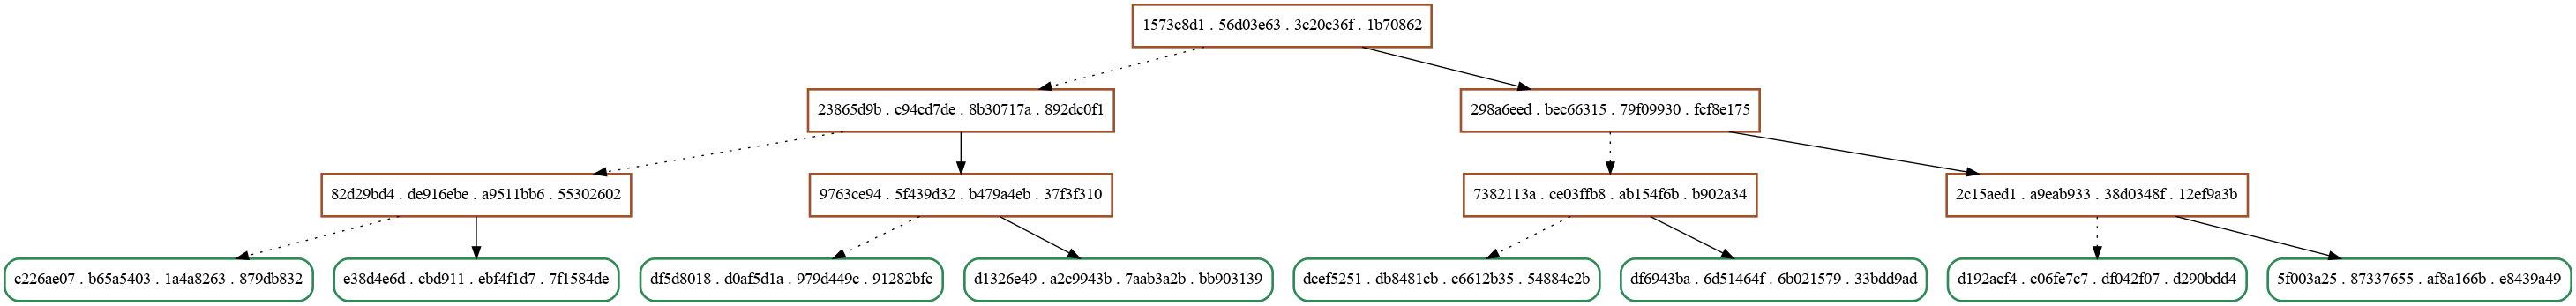 1573c8d1 . 56d03e63 . 3c20c36f . 1b70862
23865d9b . c94cd7de . 8b30717a . 892dc0f1
298a6eed . bec66315 . 79f09930 . fcf8e175
82d29bd4 . de916ebe . a9511bb6 . 55302602
9763ce94 . 5f439d32 . b479a4eb . 37f3f310
7382113a . ce03ffb8 . ab154f6b . b902a34
2c15aed1 . a9eab933 . 38d0348f . 12ef9a3b
c226ae07 . b65a5403 . 1a4a8263 . 879db832
e38d4e6d . cbd911 . ebf4f1d7 . 7f1584de
df5d8018 . d0af5d1a . 979d449c . 91282bfc
d1326e49 . a2c9943b . 7aab3a2b . bb903139
dcef5251 . db8481cb . c6612b35 . 54884c2b
df6943ba . 6d51464f . 6b021579 . 33bdd9ad
d192acf4 . c06fe7c7 . df042f07 . d290bdd4
5f003a25 . 87337655 . af8a166b . e8439a49